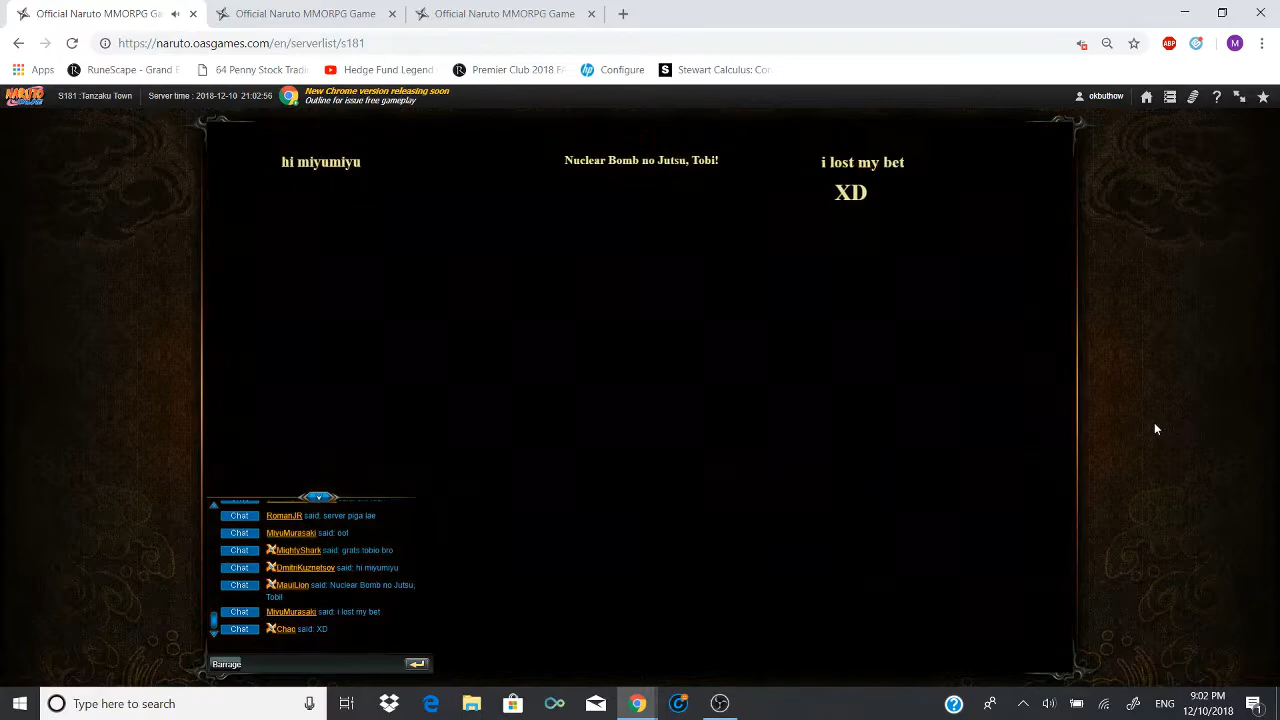 Official Naruto MMORPG Ga
Official Naruto MMORPG Game
Official Naruto MMORPG Game
https://naruto.oasgames.com/en/serverlist/s181
ABP
M
Apps
RuneScape - Grand E
64 Penny Stock Tradi
Hedge Fund Legend
Premier Club 2018 F
Configure
Stewart Calculus: Con
S181 :Tanzaku Town
Server time : 2018-12-10 21:02:56
New Chrome version releasing soon
Outline for issue free gameplay
okbuthow
hi miyumiyu
Nuclear Bomb no Jutsu, Tobi!
i lost my bet
XD
Chat RomanJR said: server piga lae
Chat MiyuMurasaki said: oof
Chat MightyShark said: grats tobio bro
Chat DmitriKuznetsov said: hi miyumiyu
Chat MauiLion said: Nuclear Bomb no Jutsu,
Tobi!
Chat MiyuMurasaki said: i lost my bet
Chat Chao said: XD
Barrage
Type here to search
ENG
9:02 PM
12/10/2018